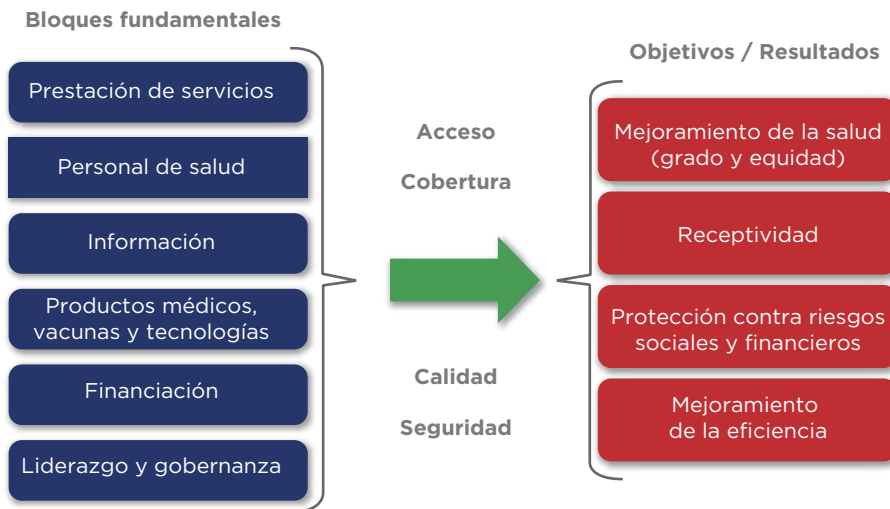 Bloques fundamentales
Prestación de servicios
Personal de salud
Información
Productos médicos,
vacunas y tecnologías
Financiación
Liderazgo y gobernanza
Acceso
Cobertura
Calidad
Seguridad
Objetivos / Resultados
Mejoramiento de la salud
(grado y equidad)
Receptividad
Protección contra riesgos
sociales y financieros
Mejoramiento
de la eficiencia